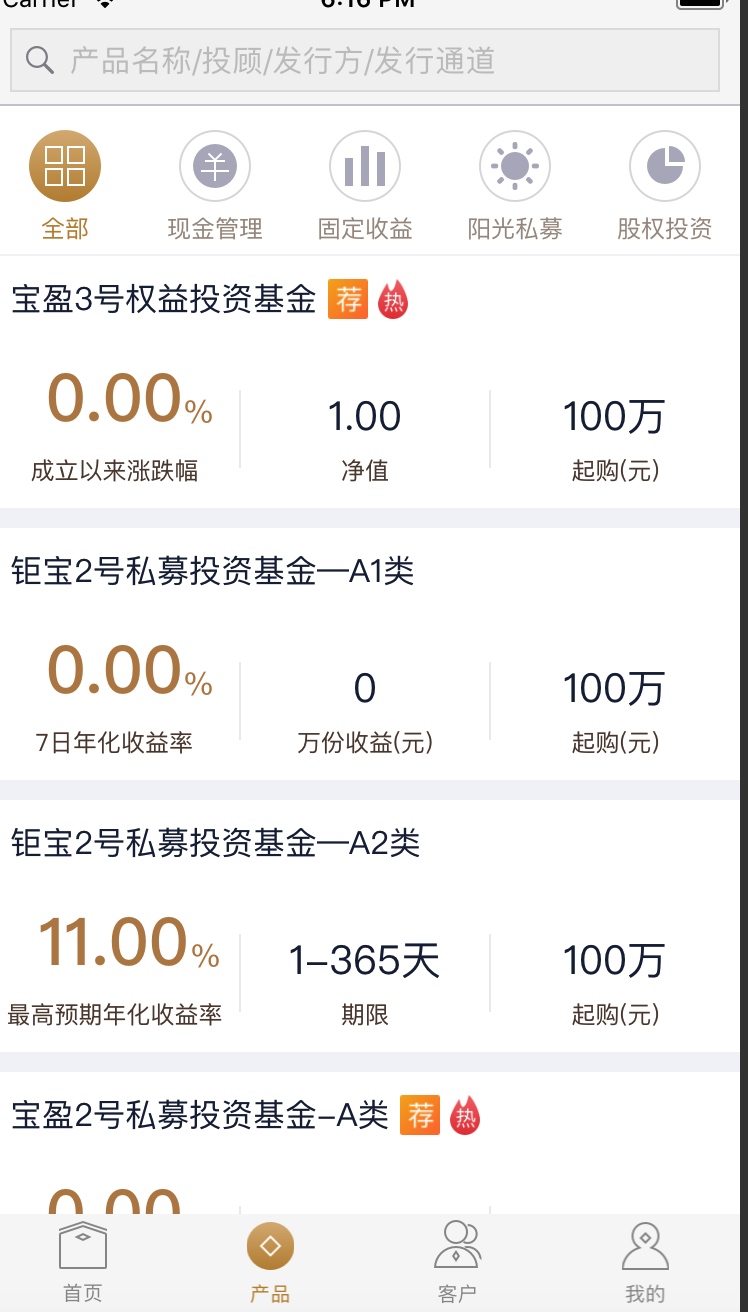 Carrier 6:16 PM
产品名称/投顾/发行方/发行通道
全部 现金管理 固定收益 阳光私募 股权投资
宝盈3号权益投资基金 荐 热
0.00% 1.00 100万
成立以来涨跌幅 净值 起购(元)
钜宝2号私募投资基金—A1类
0.00% 0 100万
7日年化收益率 万份收益(元) 起购(元)
钜宝2号私募投资基金—A2类
11.00% 1-365天 100万
最高预期年化收益率 期限 起购(元)
宝盈2号私募投资基金-A类 荐 热
0.00
首页 产品 客户 我的